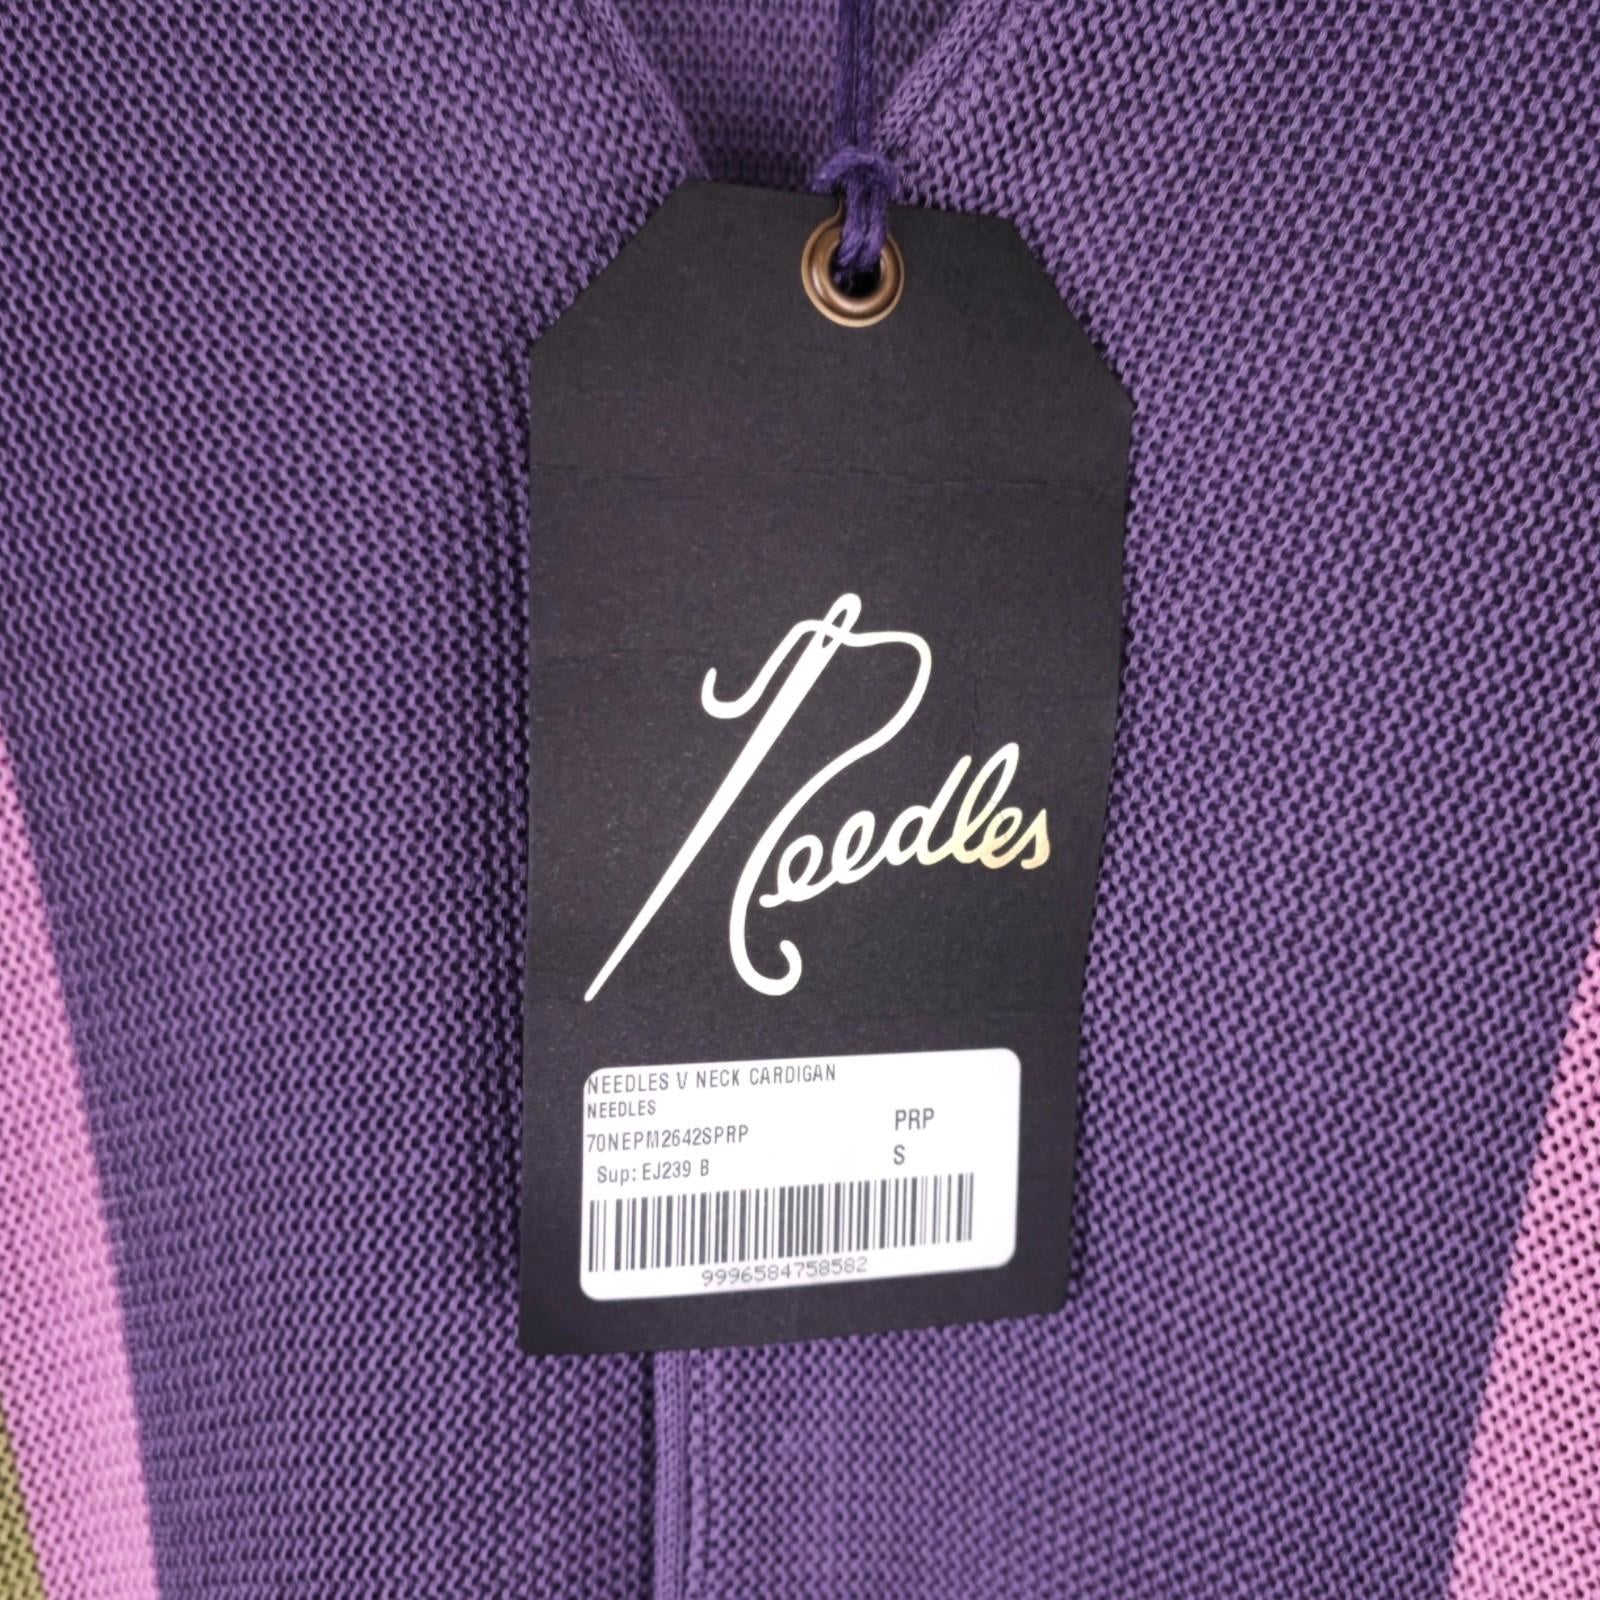 Needles
NEEDLES V NECK CARDIGAN
NEEDLES
70NEPM2642SPRP PRP
Sup: EJ239 B S
9996584758582